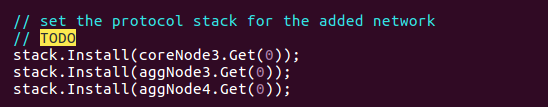 // set the protocol stack for the added network
// TODO
stack.Install(coreNode3.Get(0));
stack.Install(aggNode3.Get(0));
stack.Install(aggNode4.Get(0));